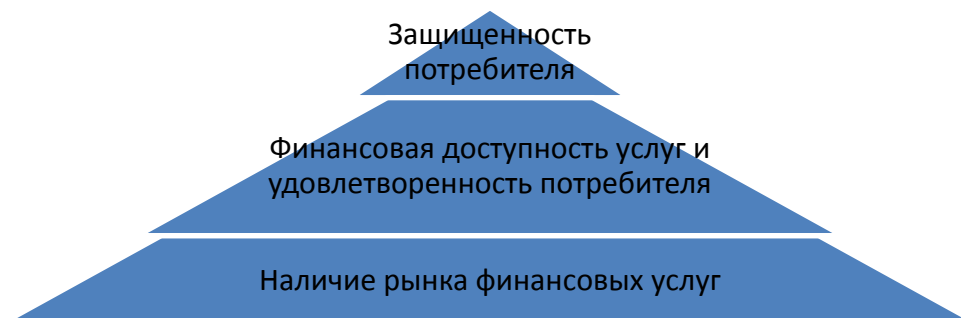 Защищенность
потребителя
Финансовая доступность услуг и
удовлетворенность потребителя
Наличие рынка финансовых услуг